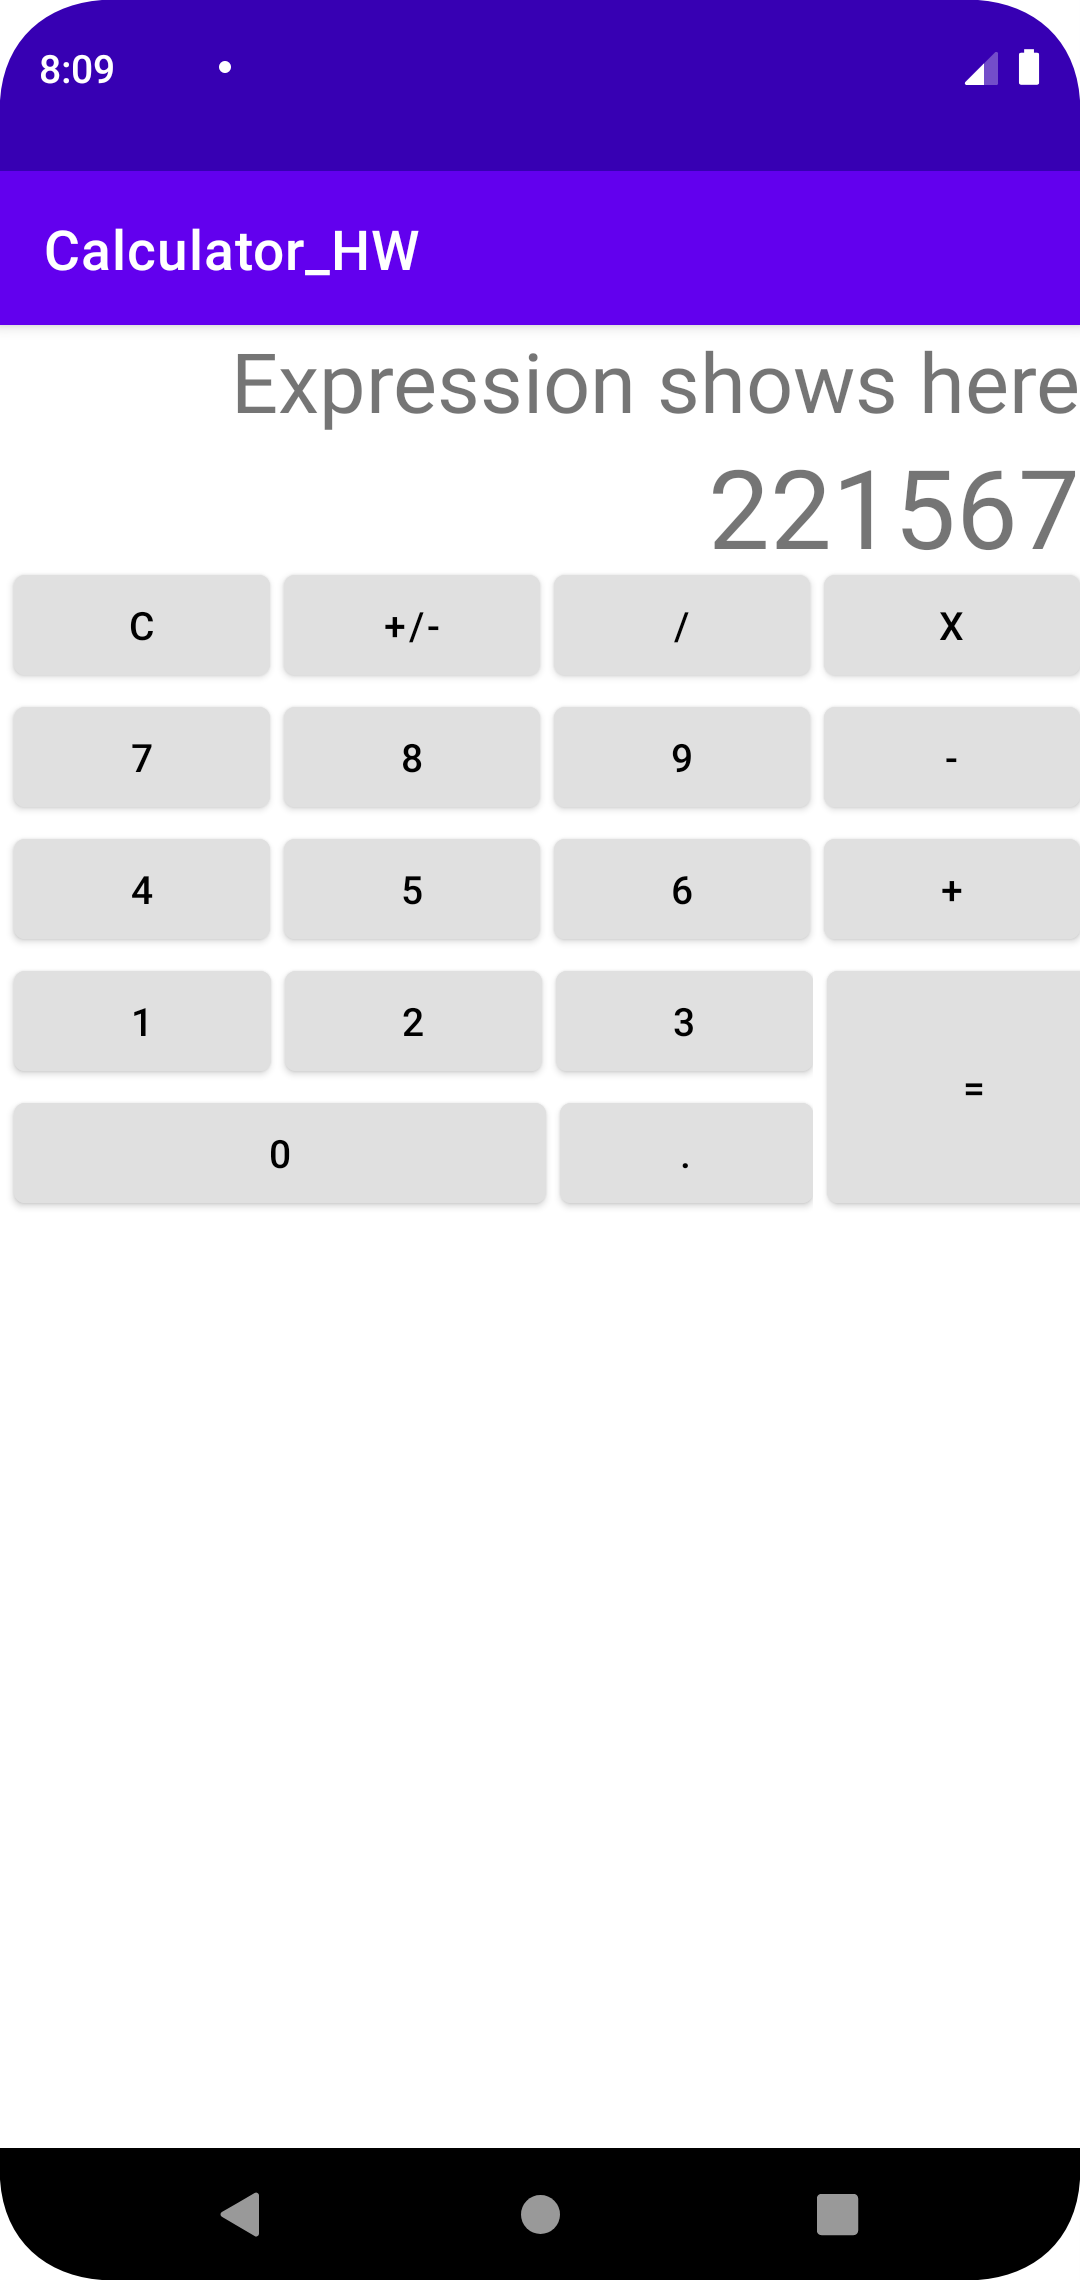 8:09
Calculator_HW
Expression shows here
221567
C +/- / X
7 8 9 -
4 5 6 +
1 2 3
=
0 .